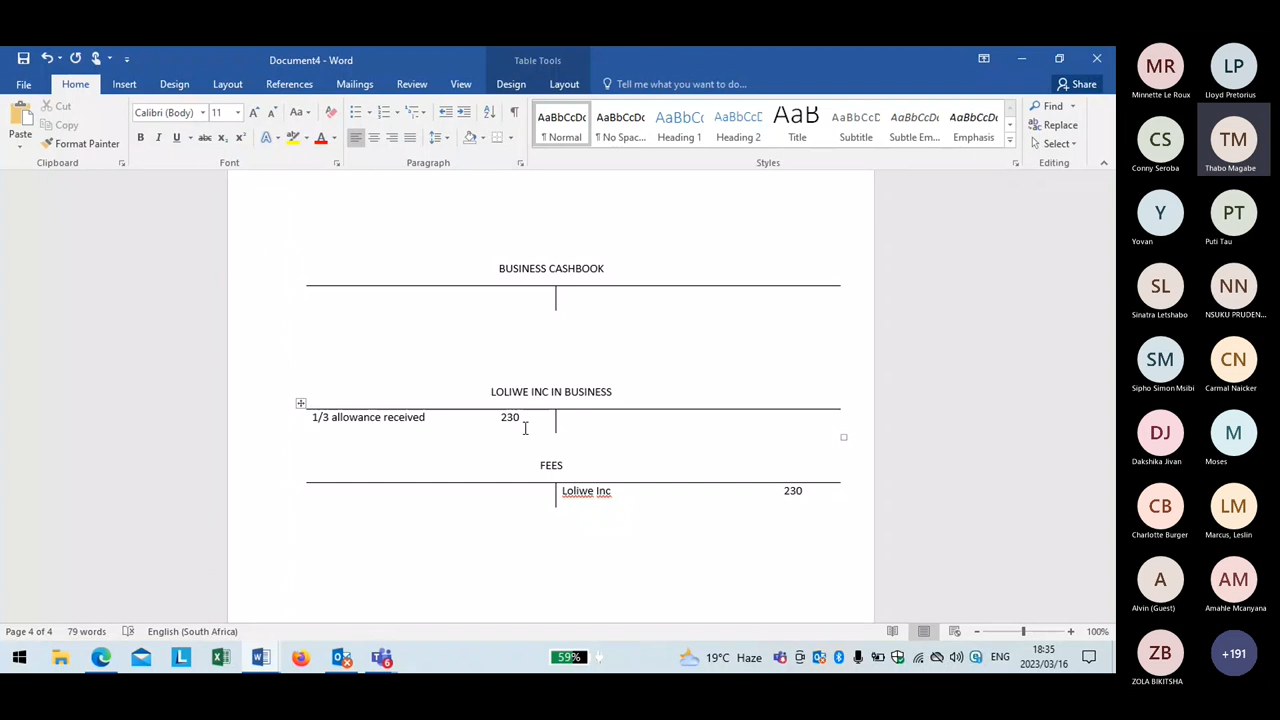 Document4 - Word
Table Tools
File
Home
Insert
Design
Layout
References
Mailings
Review
View
Design
Layout
Tell me what you want to do...
Share
Paste
Cut
Copy
Format Painter
Clipboard
Calibri (Body)
11
Font
Paragraph
AaBbCcDc
¶ Normal
AaBbCcDc
¶ No Spac...
AaBbCc
Heading 1
AaBbCcD
Heading 2
AaB
Title
AaBbCcD
Subtitle
AaBbCcDc
Subtle Em...
AaBbCcDc
Emphasis
Styles
Find
Replace
Select
Editing
BUSINESS CASHBOOK
LOLIWE INC IN BUSINESS
1/3 allowance received 230
FEES
Loliwe Inc 230
Page 4 of 4
79 words
English (South Africa)
100%
59%
19°C Haze
ENG
18:35
2023/03/16
MR
Minnette Le Roux
LP
Lloyd Pretorius
CS
Conny Seroba
TM
Thabo Magabe
Y
Yovan
PT
Puti Tau
SL
Sinatra Letshabo
NN
NSUKU PRUDEN...
SM
Sipho Simon Msibi
CN
Carmal Naicker
DJ
Dakshika Jivan
M
Moses
CB
Charlotte Burger
LM
Marcus, Leslin
A
Alvin (Guest)
AM
Amahle Mcanyana
ZB
ZOLA BIKITSHA
+191